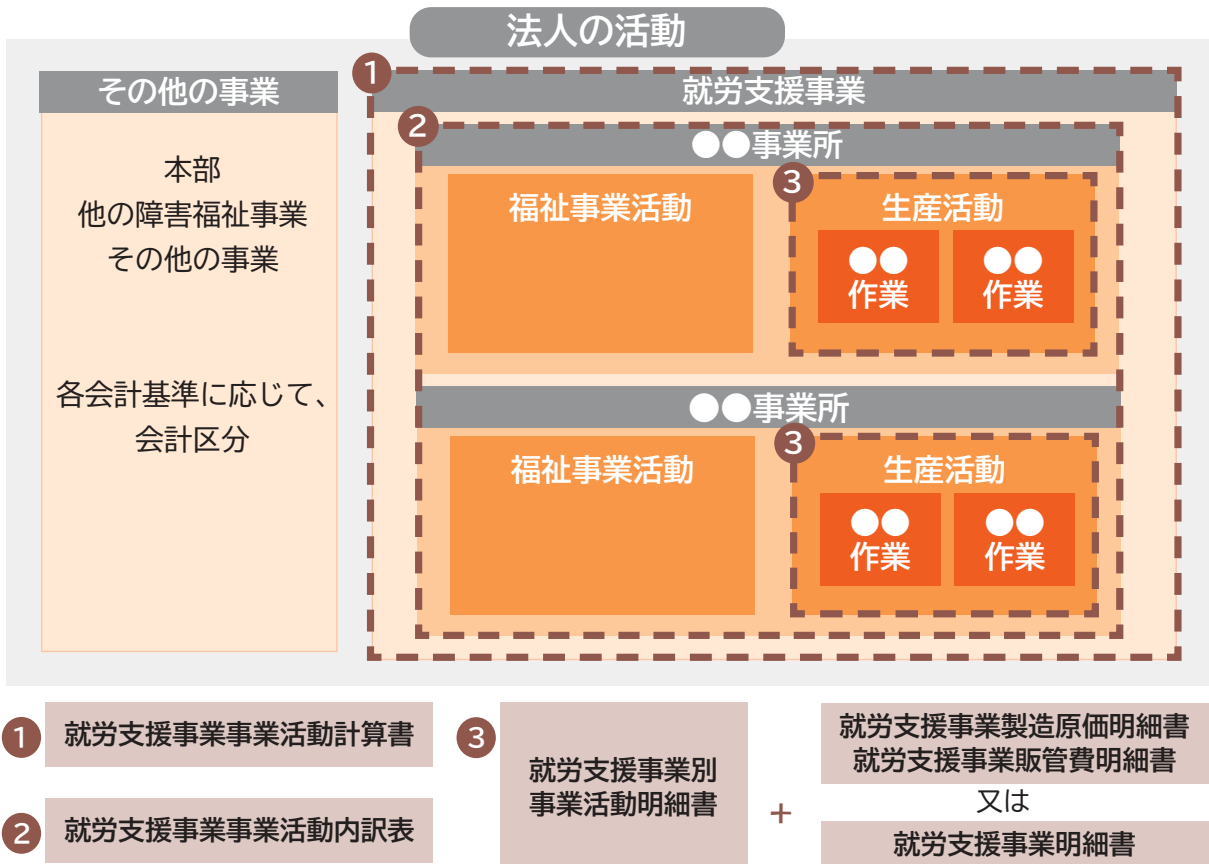 法人の活動
その他の事業
本部
他の障害福祉事業
その他の事業
各会計基準に応じて、
会計区分
1
就労支援事業
2
●●事業所
福祉事業活動
3
生産活動
●●
作業
●●
作業
●●事業所
福祉事業活動
3
生産活動
●●
作業
●●
作業
1
就労支援事業事業活動計算書
2
就労支援事業事業活動内訳表
3
就労支援事業別
事業活動明細書
+
就労支援事業製造原価明細書
就労支援事業販管費明細書
又は
就労支援事業明細書